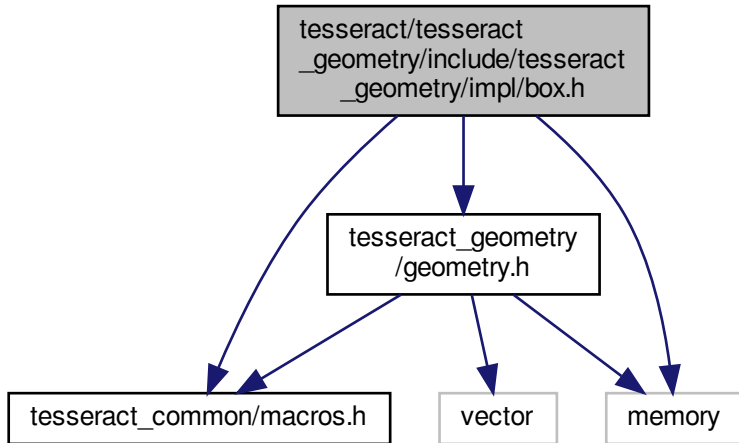 tesseract/tesseract
_geometry/include/tesseract
_geometry/impl/box.h
tesseract_geometry
/geometry.h
tesseract_common/macros.h
vector
memory